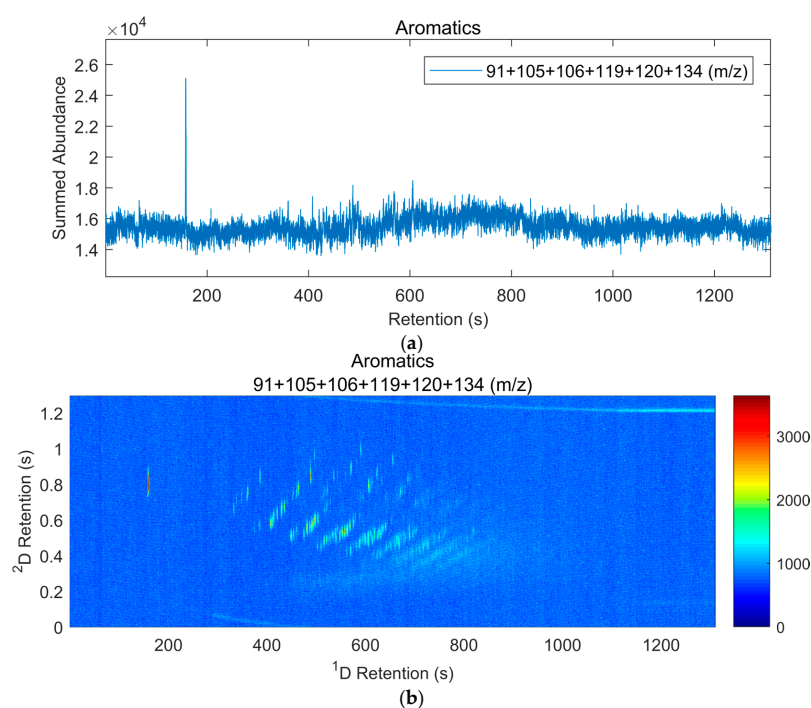 ×10⁴
Aromatics
91+105+106+119+120+134 (m/z)
2.6
2.4
2.2
2
1.8
1.6
1.4
Summed Abundance
200 400 600 800 1000 1200
Retention (s)
(a)
Aromatics
91+105+106+119+120+134 (m/z)
1.2
1
0.8
0.6
0.4
0.2
0
²D Retention (s)
3000
2000
1000
0
200 400 600 800 1000 1200
¹D Retention (s)
(b)